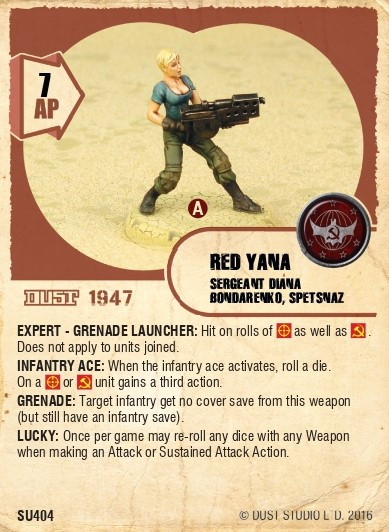 7
AP
A
RED YANA
SERGEANT DIANA
BONDARENKO, SPETSNAZ
DUST 1947
EXPERT - GRENADE LAUNCHER: Hit on rolls of as well as .
Does not apply to units joined.
INFANTRY ACE: When the infantry ace activates, roll a die.
On a or unit gains a third action.
GRENADE: Target infantry get no cover save from this weapon
(but still have an infantry save).
LUCKY: Once per game may re-roll any dice with any Weapon
when making an Attack or Sustained Attack Action.
SU404
© DUST STUDIO L D. 2016